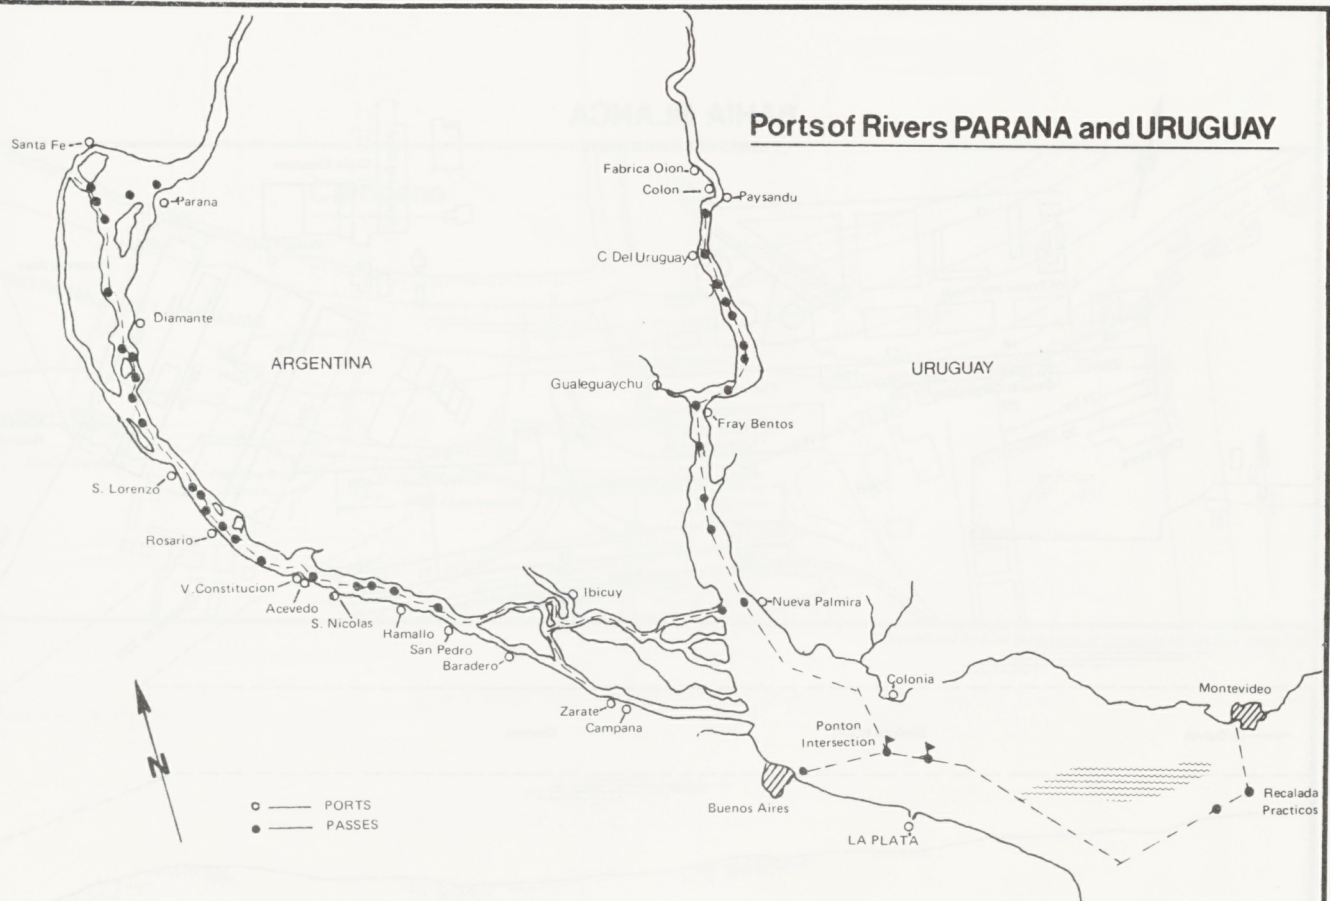 Ports of Rivers PARANA and URUGUAY
Santa Fe
Parana
Diamante
ARGENTINA
S. Lorenzo
Rosario
V. Constitucion
Acevedo
S. Nicolas
Ramallo
San Pedro
Baradero
Ibicuy
Zarate
Campana
Fabrica Oion
Colon
Paysandu
C Del Uruguay
Gualeguaychu
Fray Bentos
URUGUAY
Nueva Palmira
Colonia
Montevideo
Ponton
Intersection
Buenos Aires
LA PLATA
Recalada
Practicos
N
PORTS
PASSES